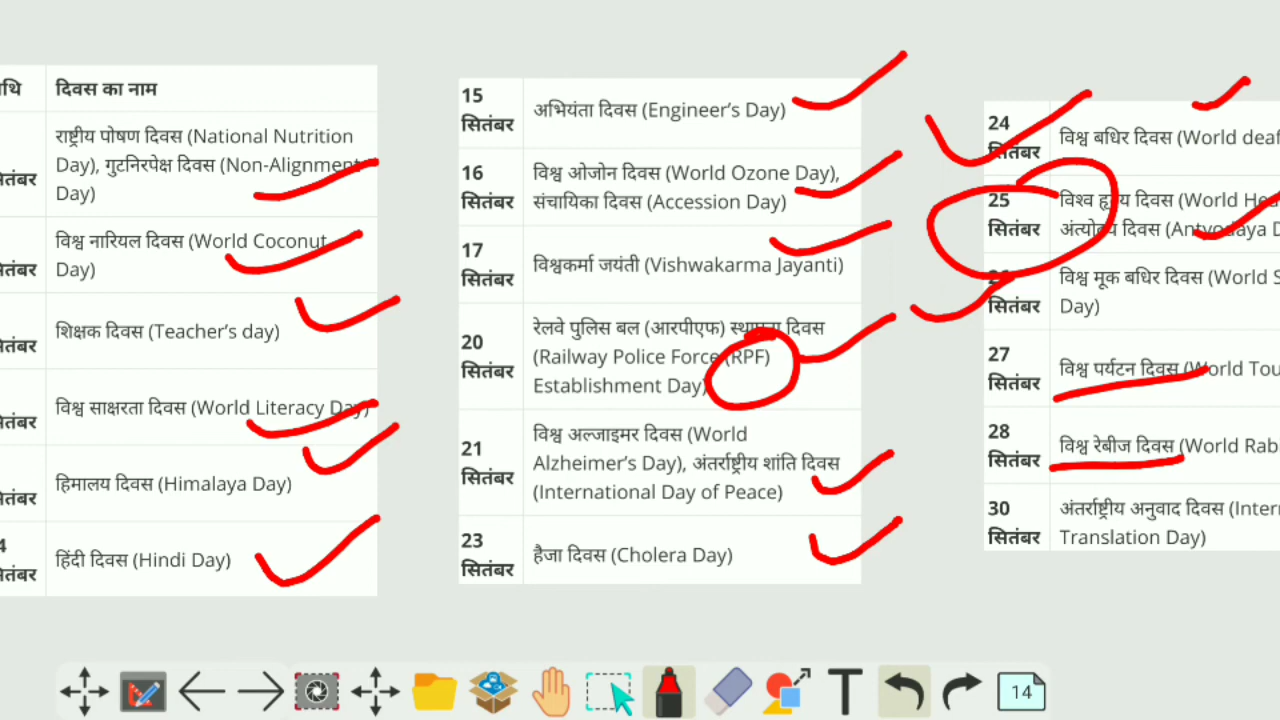 थि
दिवस का नाम
राष्ट्रीय पोषण दिवस (National Nutrition
Day), गुटनिरपेक्ष दिवस (Non-Alignment
Day)
सितंबर
विश्व नारियल दिवस (World Coconut
Day)
तंबर
शिक्षक दिवस (Teacher’s day)
तंबर
विश्व साक्षरता दिवस (World Literacy Day)
तंबर
हिमालय दिवस (Himalaya Day)
तंबर
4
तंबर
हिंदी दिवस (Hindi Day)
15
सितंबर
अभियंता दिवस (Engineer’s Day)
16
सितंबर
विश्व ओजोन दिवस (World Ozone Day),
संचायिका दिवस (Accession Day)
17
सितंबर
विश्वकर्मा जयंती (Vishwakarma Jayanti)
20
सितंबर
रेलवे पुलिस बल (आरपीएफ) स्थापना दिवस
(Railway Police Force (RPF)
Establishment Day)
21
सितंबर
विश्व अल्जाइमर दिवस (World
Alzheimer’s Day), अंतर्राष्ट्रीय शांति दिवस
(International Day of Peace)
23
सितंबर
हैजा दिवस (Cholera Day)
24
सितंबर
विश्व बधिर दिवस (World deaf
25
सितंबर
विश्व हृदय दिवस (World Hea
अंत्योदय दिवस (Antyodaya D
26
सितंबर
विश्व मूक बधिर दिवस (World S
Day)
27
सितंबर
विश्व पर्यटन दिवस (World Tou
28
सितंबर
विश्व रेबीज दिवस (World Rab
30
सितंबर
अंतर्राष्ट्रीय अनुवाद दिवस (Inter
Translation Day)
T
14